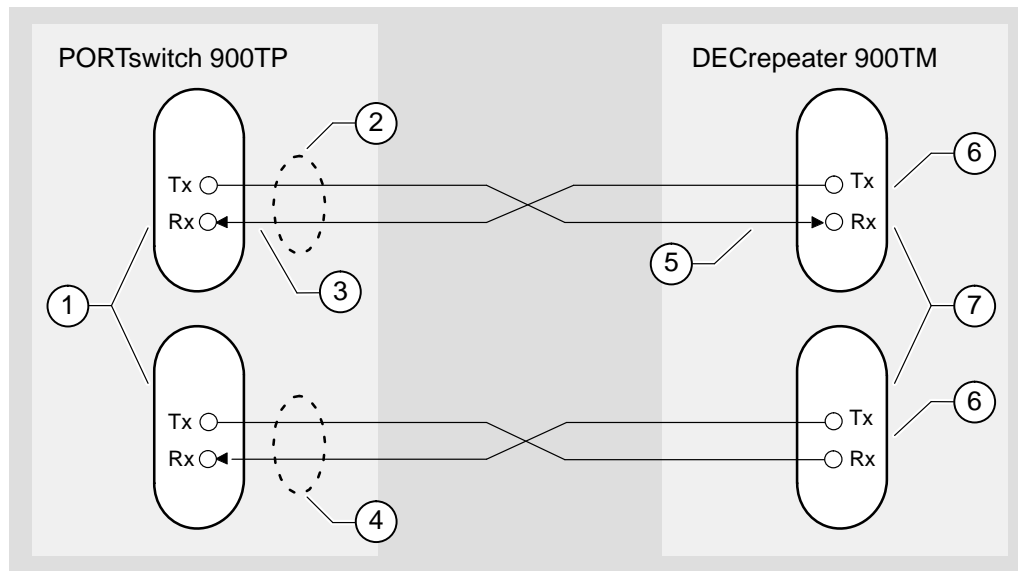 PORTswitch 900TP
DECrepeater 900TM
2
6
Tx
Tx
Rx
Rx
5
3
1
7
6
Tx
Tx
Rx
Rx
4